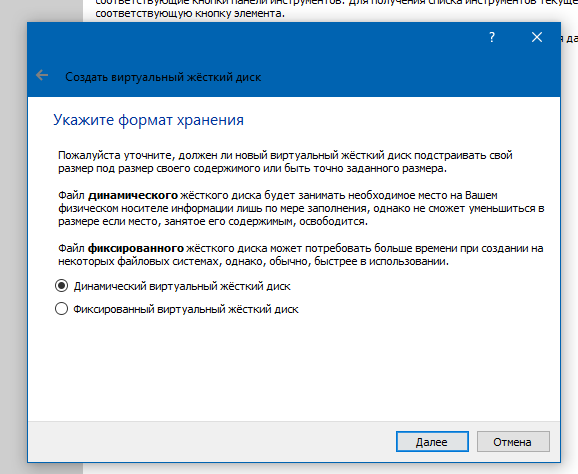 соответствующие кнопки панели инструментов. Для получения списка инструментов текуще
соответствующую кнопку элемента.
я да
?
Создать виртуальный жёсткий диск
Укажите формат хранения
Пожалуйста уточните, должен ли новый виртуальный жёсткий диск подстраивать свой
размер под размер своего содержимого или быть точно заданного размера.
Файл динамического жёсткого диска будет занимать необходимое место на Вашем
физическом носителе информации лишь по мере заполнения, однако не сможет уменьшиться в
размере если место, занятое его содержимым, освободится.
Файл фиксированного жёсткого диска может потребовать больше времени при создании на
некоторых файловых системах, однако, обычно, быстрее в использовании.
Динамический виртуальный жёсткий диск
Фиксированный виртуальный жёсткий диск
Далее
Отмена